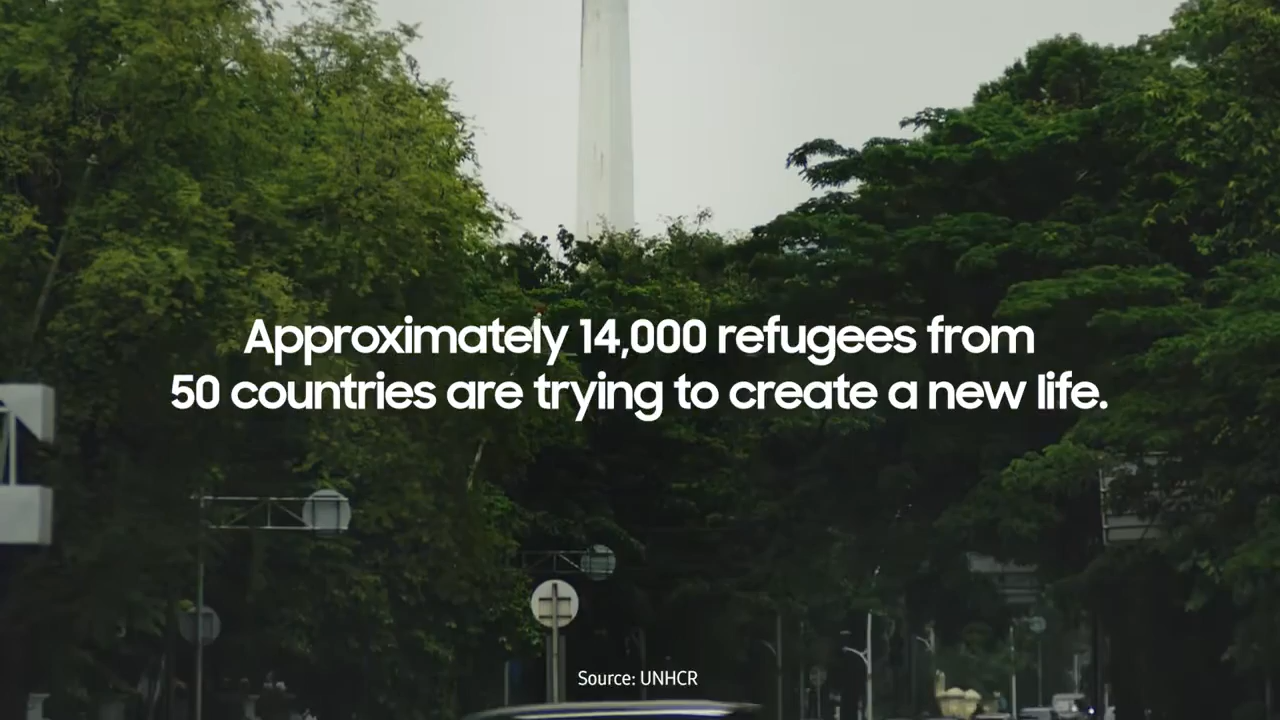 Approximately 14,000 refugees from
50 countries are trying to create a new life.
Source: UNHCR